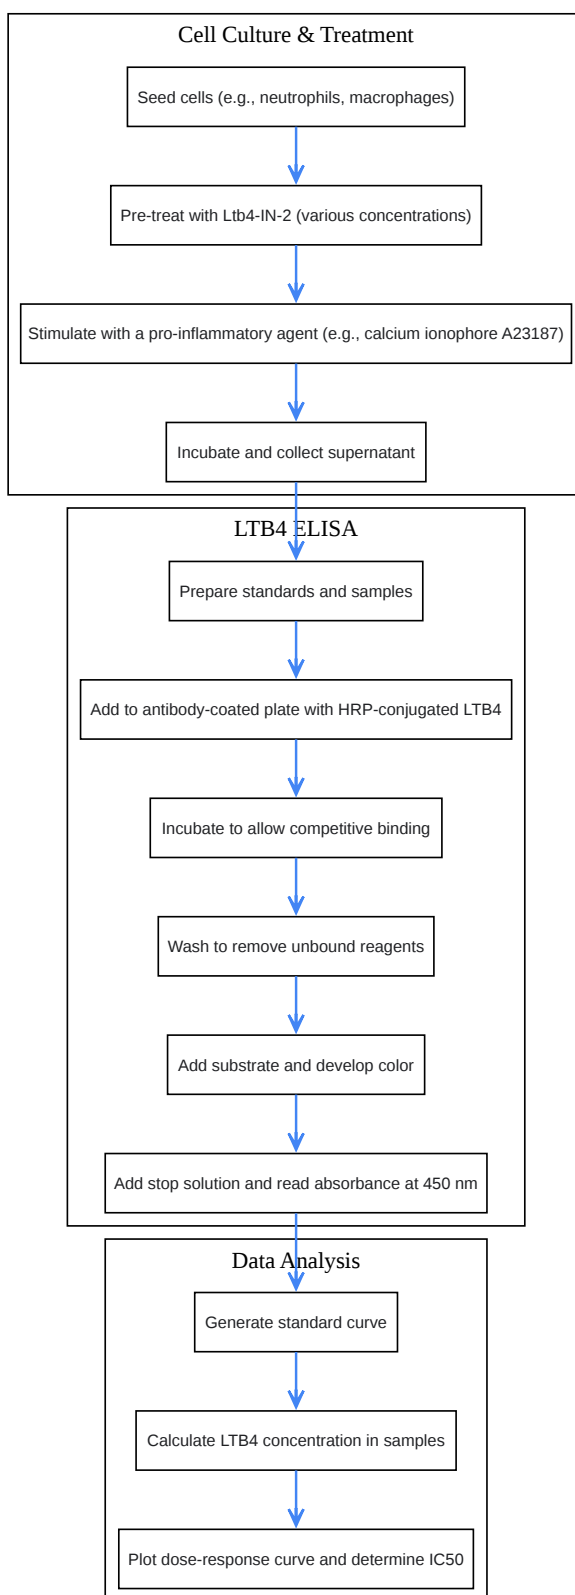 Cell Culture & Treatment
Seed cells (e.g., neutrophils, macrophages)
Pre-treat with Ltb4-IN-2 (various concentrations)
Stimulate with a pro-inflammatory agent (e.g., calcium ionophore A23187)
Incubate and collect supernatant
LTB4 ELISA
Prepare standards and samples
Add to antibody-coated plate with HRP-conjugated LTB4
Incubate to allow competitive binding
Wash to remove unbound reagents
Add substrate and develop color
Add stop solution and read absorbance at 450 nm
Data Analysis
Generate standard curve
Calculate LTB4 concentration in samples
Plot dose-response curve and determine IC50